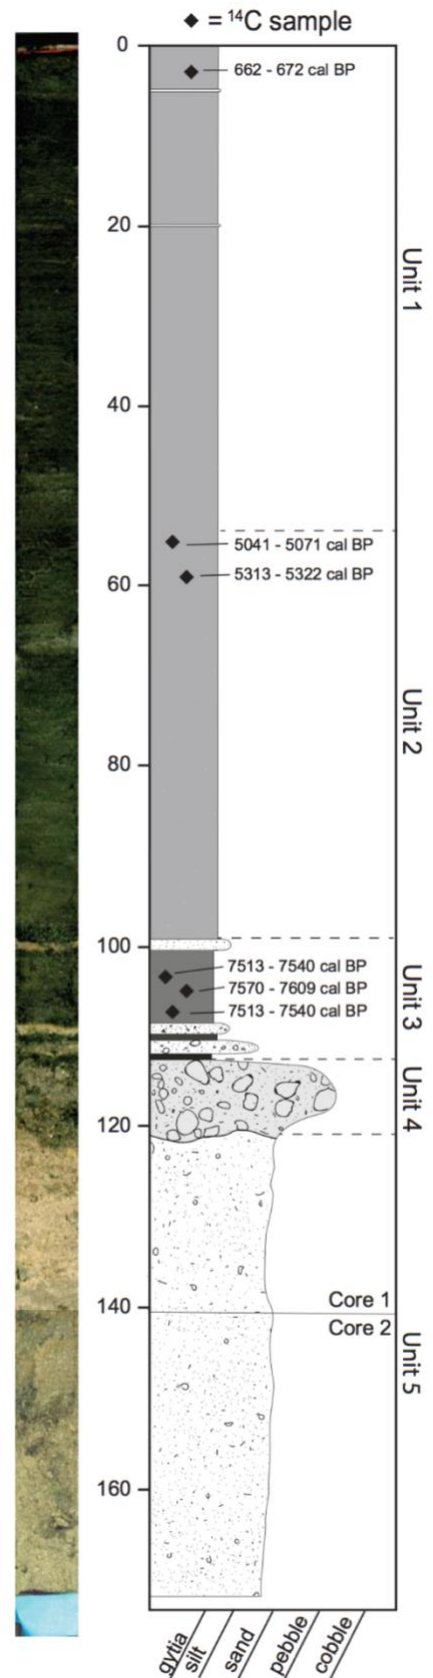 ◆ = ¹⁴C sample
0
662 - 672 cal BP
20
Unit 1
40
5041 - 5071 cal BP
5313 - 5322 cal BP
60
Unit 2
80
100
7513 - 7540 cal BP
7570 - 7609 cal BP
7513 - 7540 cal BP
Unit 3
Unit 4
120
140
Core 1
Core 2
Unit 5
160
gytia
silt
sand
pebble
cobble